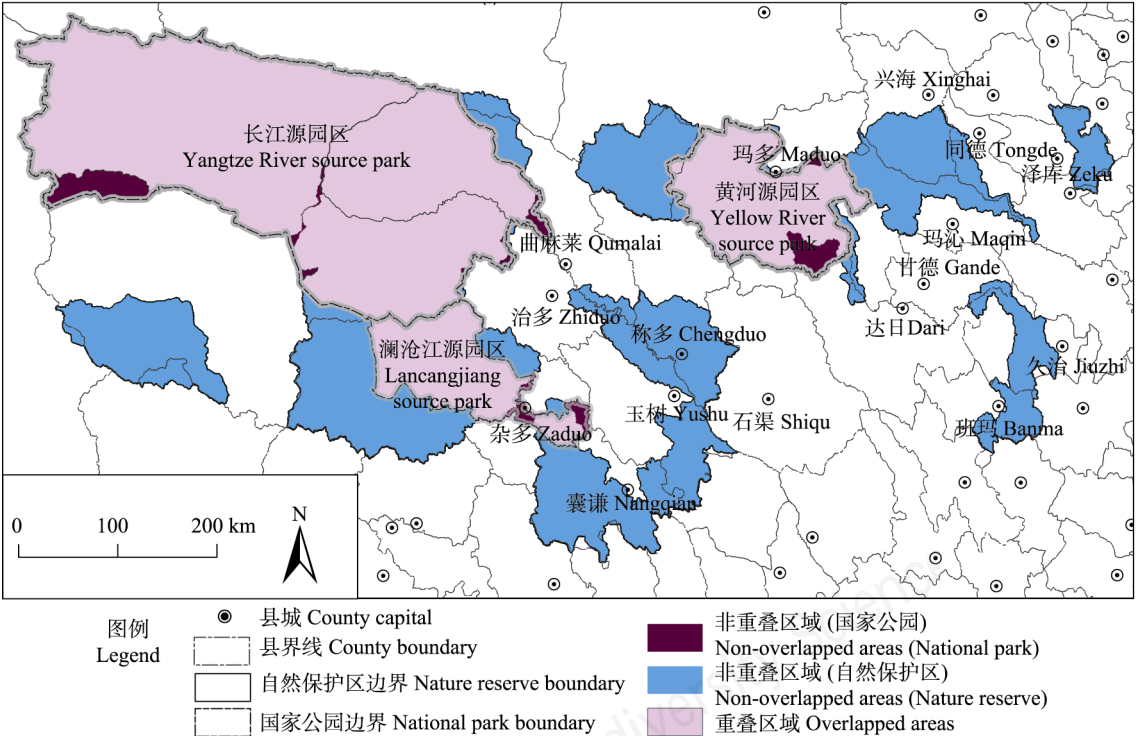 兴海 Xinghai
长江源园区
Yangtze River source park
玛多 Maduo
同德 Tongde
泽库 Zeku
黄河源园区
Yellow River
source park
曲麻莱 Qumalai
玛沁 Maqin
甘德 Gande
治多 Zhiduo
称多 Chengduo
达日Dari
澜沧江源园区
Lancangjiang
source park
久治 Jiuzhi
杂多 Zaduo
玉树 Yushu
石渠 Shiqu
班玛 Banma
囊谦 Nangqian
N
0 100 200 km
图例
Legend
县城 County capital
县界线 County boundary
自然保护区边界 Nature reserve boundary
国家公园边界 National park boundary
非重叠区域 (国家公园)
Non-overlapped areas (National park)
非重叠区域 (自然保护区)
Non-overlapped areas (Nature reserve)
重叠区域 Overlapped areas